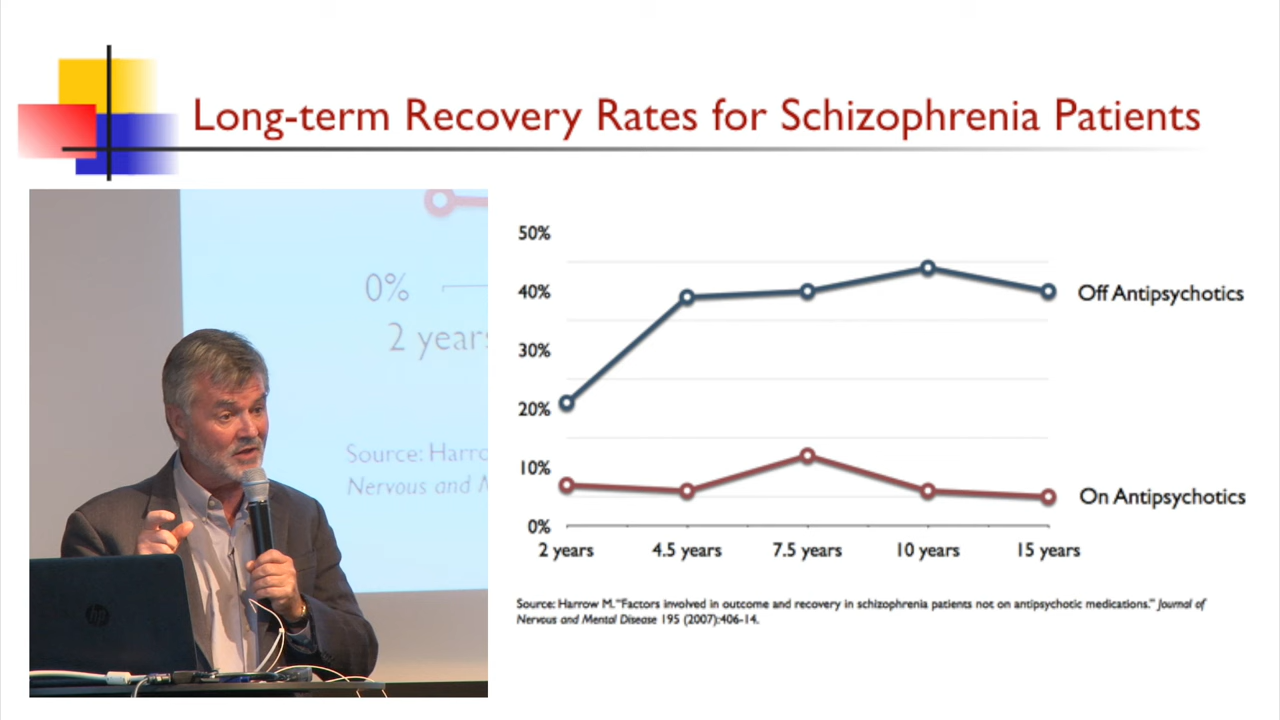 Long-term Recovery Rates for Schizophrenia Patients
0%
2 years
Source: Harro
Nervous and M
50%
40%
30%
20%
10%
0%
Off Antipsychotics
On Antipsychotics
2 years 4.5 years 7.5 years 10 years 15 years
Source: Harrow M. "Factors involved in outcome and recovery in schizophrenia patients not on antipsychotic medications." Journal of
Nervous and Mental Disease 195 (2007):406-14.
hp